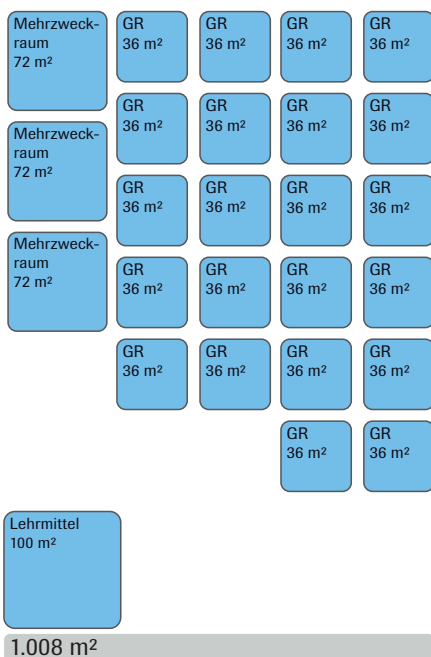 Mehrzweck-
raum
72 m²
GR
36 m²
GR
36 m²
GR
36 m²
GR
36 m²
Mehrzweck-
raum
72 m²
GR
36 m²
GR
36 m²
GR
36 m²
GR
36 m²
Mehrzweck-
raum
72 m²
GR
36 m²
GR
36 m²
GR
36 m²
GR
36 m²
GR
36 m²
GR
36 m²
GR
36 m²
GR
36 m²
GR
36 m²
GR
36 m²
GR
36 m²
GR
36 m²
GR
36 m²
GR
36 m²
Lehrmittel
100 m²
1.008 m²